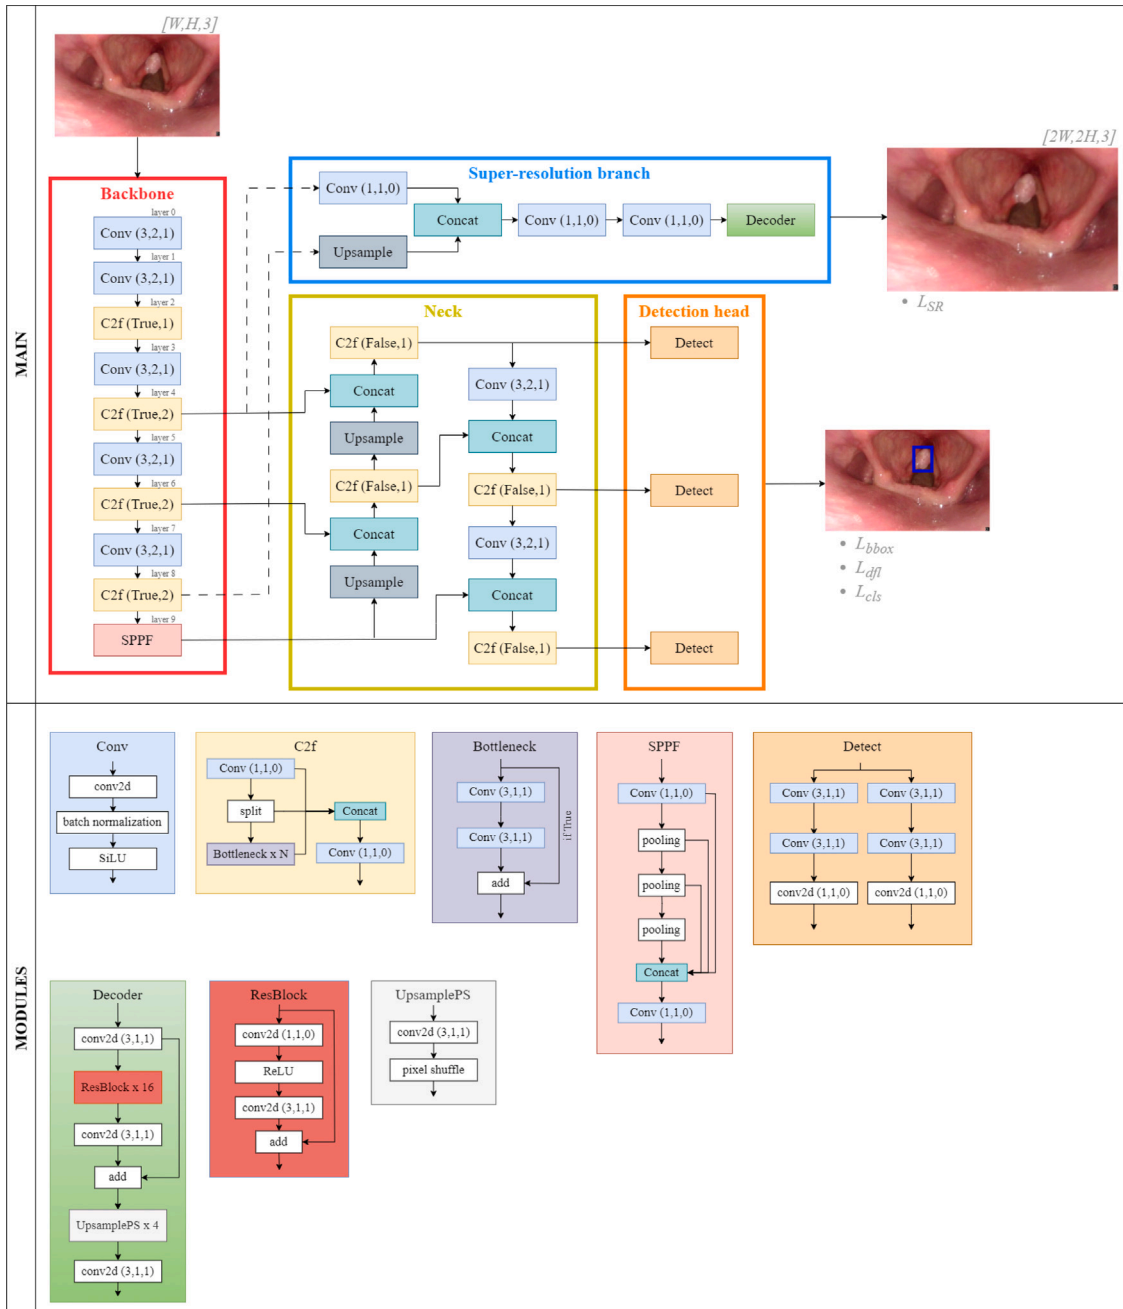 MAIN
[W,H,3]
[2W,2H,3]
Backbone
layer 0
Conv (3,2,1)
layer 1
Conv (3,2,1)
layer 2
C2f (True,1)
layer 3
Conv (3,2,1)
layer 4
C2f (True,2)
layer 5
Conv (3,2,1)
layer 6
C2f (True,2)
layer 7
Conv (3,2,1)
layer 8
C2f (True,2)
layer 9
SPPF
Super-resolution branch
Conv (1,1,0)
Upsample
Concat
Conv (1,1,0)
Conv (1,1,0)
Decoder
• L_SR
Neck
C2f (False,1)
Concat
Upsample
C2f (False,1)
Concat
Upsample
Conv (3,2,1)
Concat
C2f (False,1)
Conv (3,2,1)
Concat
C2f (False,1)
Detection head
Detect
Detect
Detect
• L_bbox
• L_dfl
• L_cls
MODULES
Conv
conv2d
batch normalization
SiLU
C2f
Conv (1,1,0)
split
Bottleneck x N
Concat
Conv (1,1,0)
Bottleneck
Conv (3,1,1)
Conv (3,1,1)
if True
add
SPPF
Conv (1,1,0)
pooling
pooling
pooling
Concat
Conv (1,1,0)
Detect
Conv (3,1,1)
Conv (3,1,1)
Conv (3,1,1)
Conv (3,1,1)
conv2d (1,1,0)
conv2d (1,1,0)
Decoder
conv2d (3,1,1)
ResBlock x 16
conv2d (3,1,1)
add
UpsamplePS x 4
conv2d (3,1,1)
ResBlock
conv2d (1,1,0)
ReLU
conv2d (3,1,1)
add
UpsamplePS
conv2d (3,1,1)
pixel shuffle